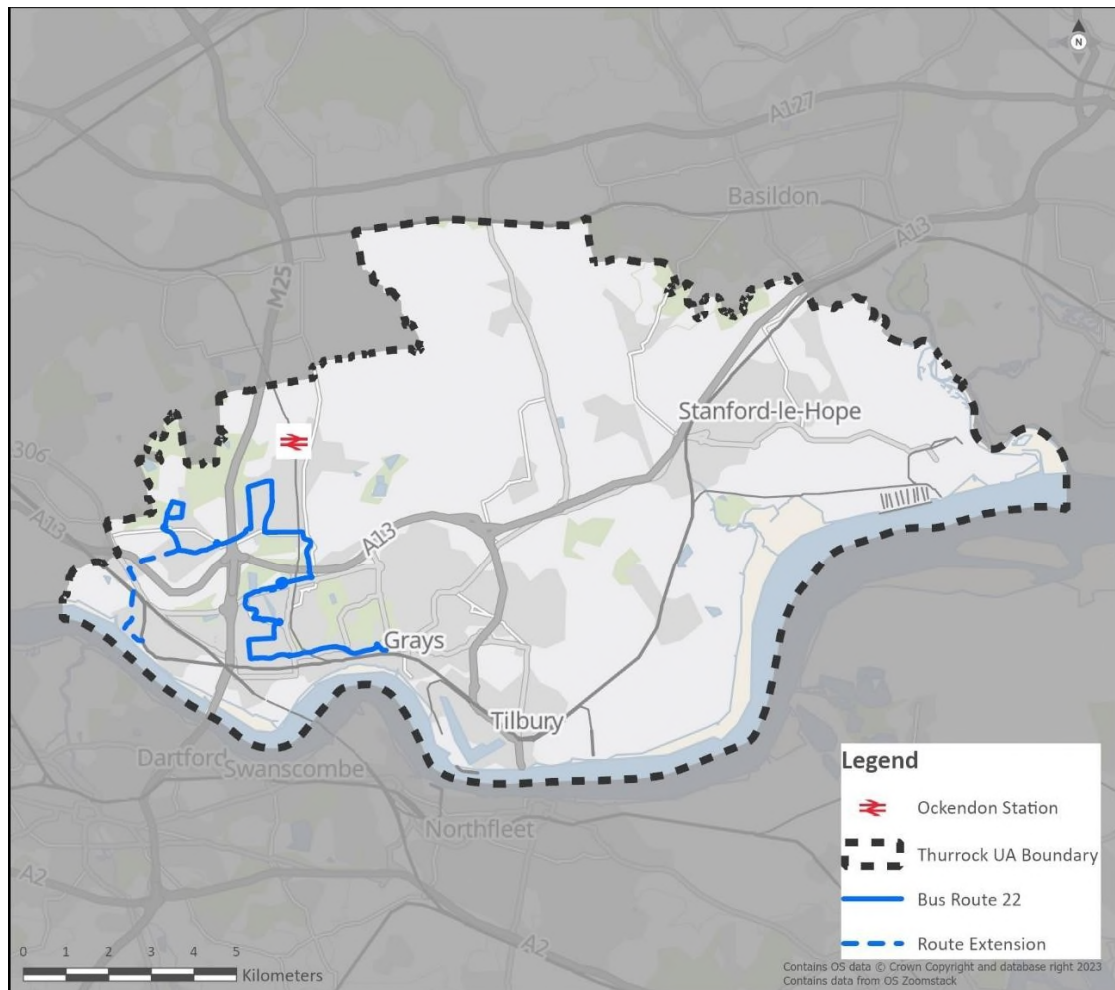 N
A127
Basildon
A13
M25
Stanford-le-Hope
306
A13
A13
Grays
Tilbury
Dartford
Swanscombe
Northfleet
A2
A2
Legend
Ockendon Station
Thurrock UA Boundary
Bus Route 22
Route Extension
0 1 2 3 4 5
Kilometers
Contains OS data © Crown Copyright and database right 2023
Contains data from OS Zoomstack